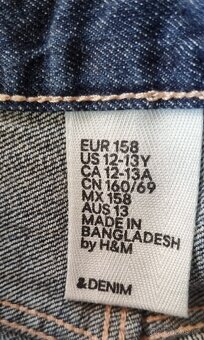 EUR 158
US 12-13Y
CA 12-13A
CN 160/69
MX 158
AUS 13
MADE IN
BANGLADESH
by H&M
&DENIM